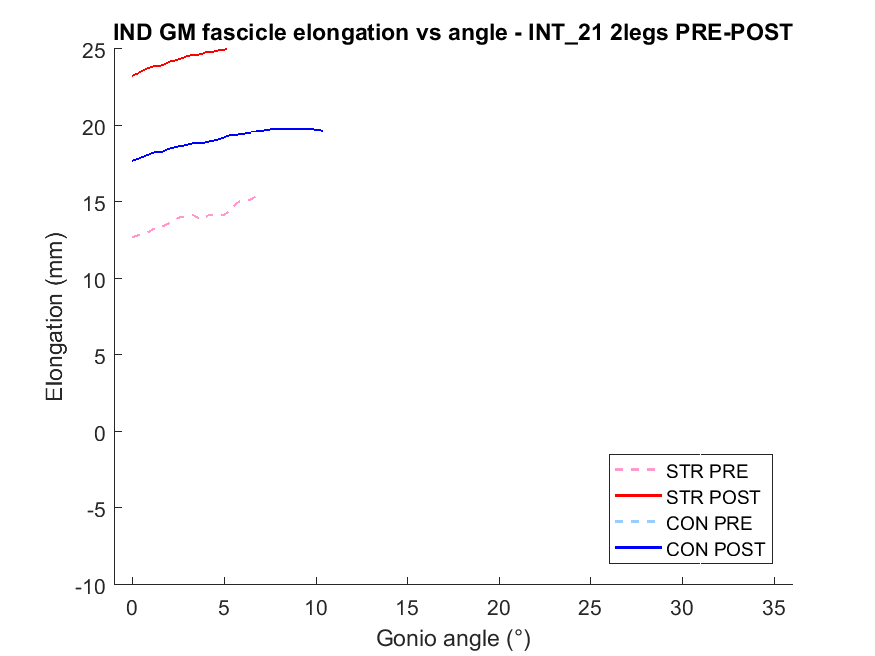 IND GM fascicle elongation vs angle - INT_21 2legs PRE-POST
25
20
15
10
5
0
-5
-10
Elongation (mm)
0 5 10 15 20 25 30 35
Gonio angle (°)
STR PRE
STR POST
CON PRE
CON POST